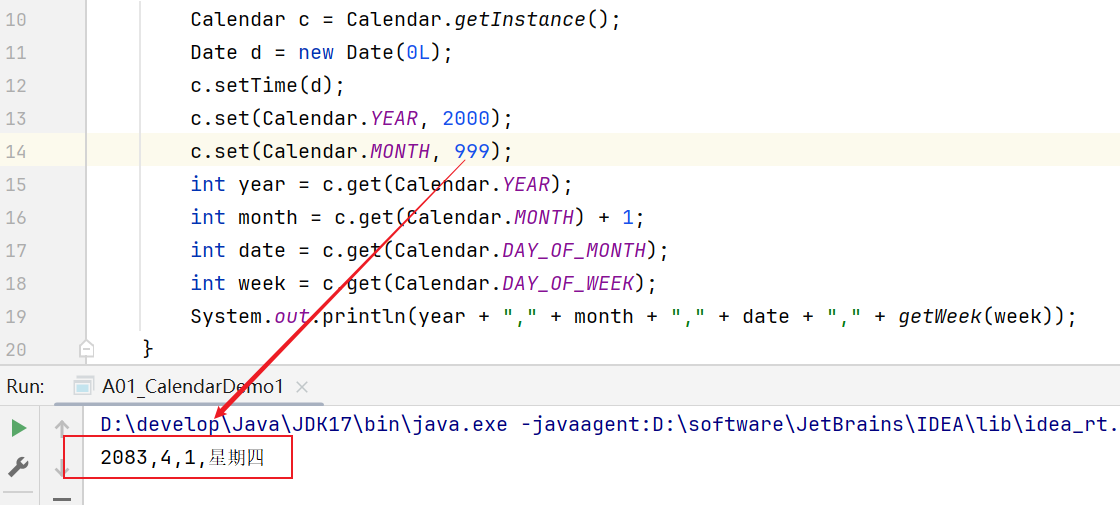 10 Calendar c = Calendar.getInstance();
11 Date d = new Date(0L);
12 c.setTime(d);
13 c.set(Calendar.YEAR, 2000);
14 c.set(Calendar.MONTH, 999);
15 int year = c.get(Calendar.YEAR);
16 int month = c.get(Calendar.MONTH) + 1;
17 int date = c.get(Calendar.DAY_OF_MONTH);
18 int week = c.get(Calendar.DAY_OF_WEEK);
19 System.out.println(year + "," + month + "," + date + "," + getWeek(week));
20 }
Run: A01_CalendarDemo1
D:\develop\Java\JDK17\bin\java.exe -javaagent:D:\software\JetBrains\IDEA\lib\idea_rt.
2083,4,1,星期四